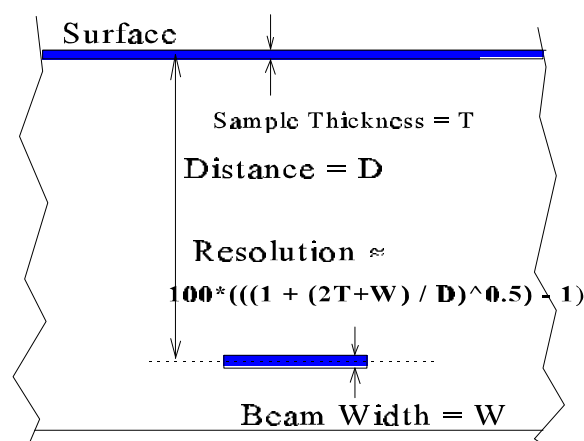 Surface
Sample Thickness = T
Distance = D
Resolution ≈
100*(((1 + (2T+W) / D)^0.5) - 1)
Beam Width = W